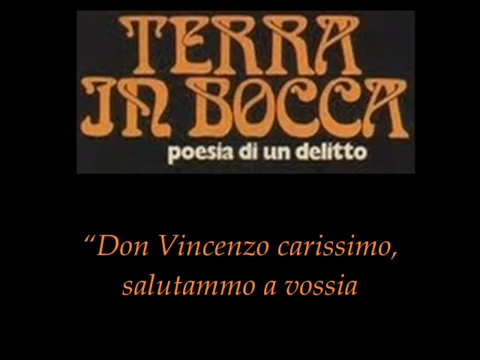 TERRA
IN BOCCA
poesia di un delitto
“Don Vincenzo carissimo,
salutammo a vossia